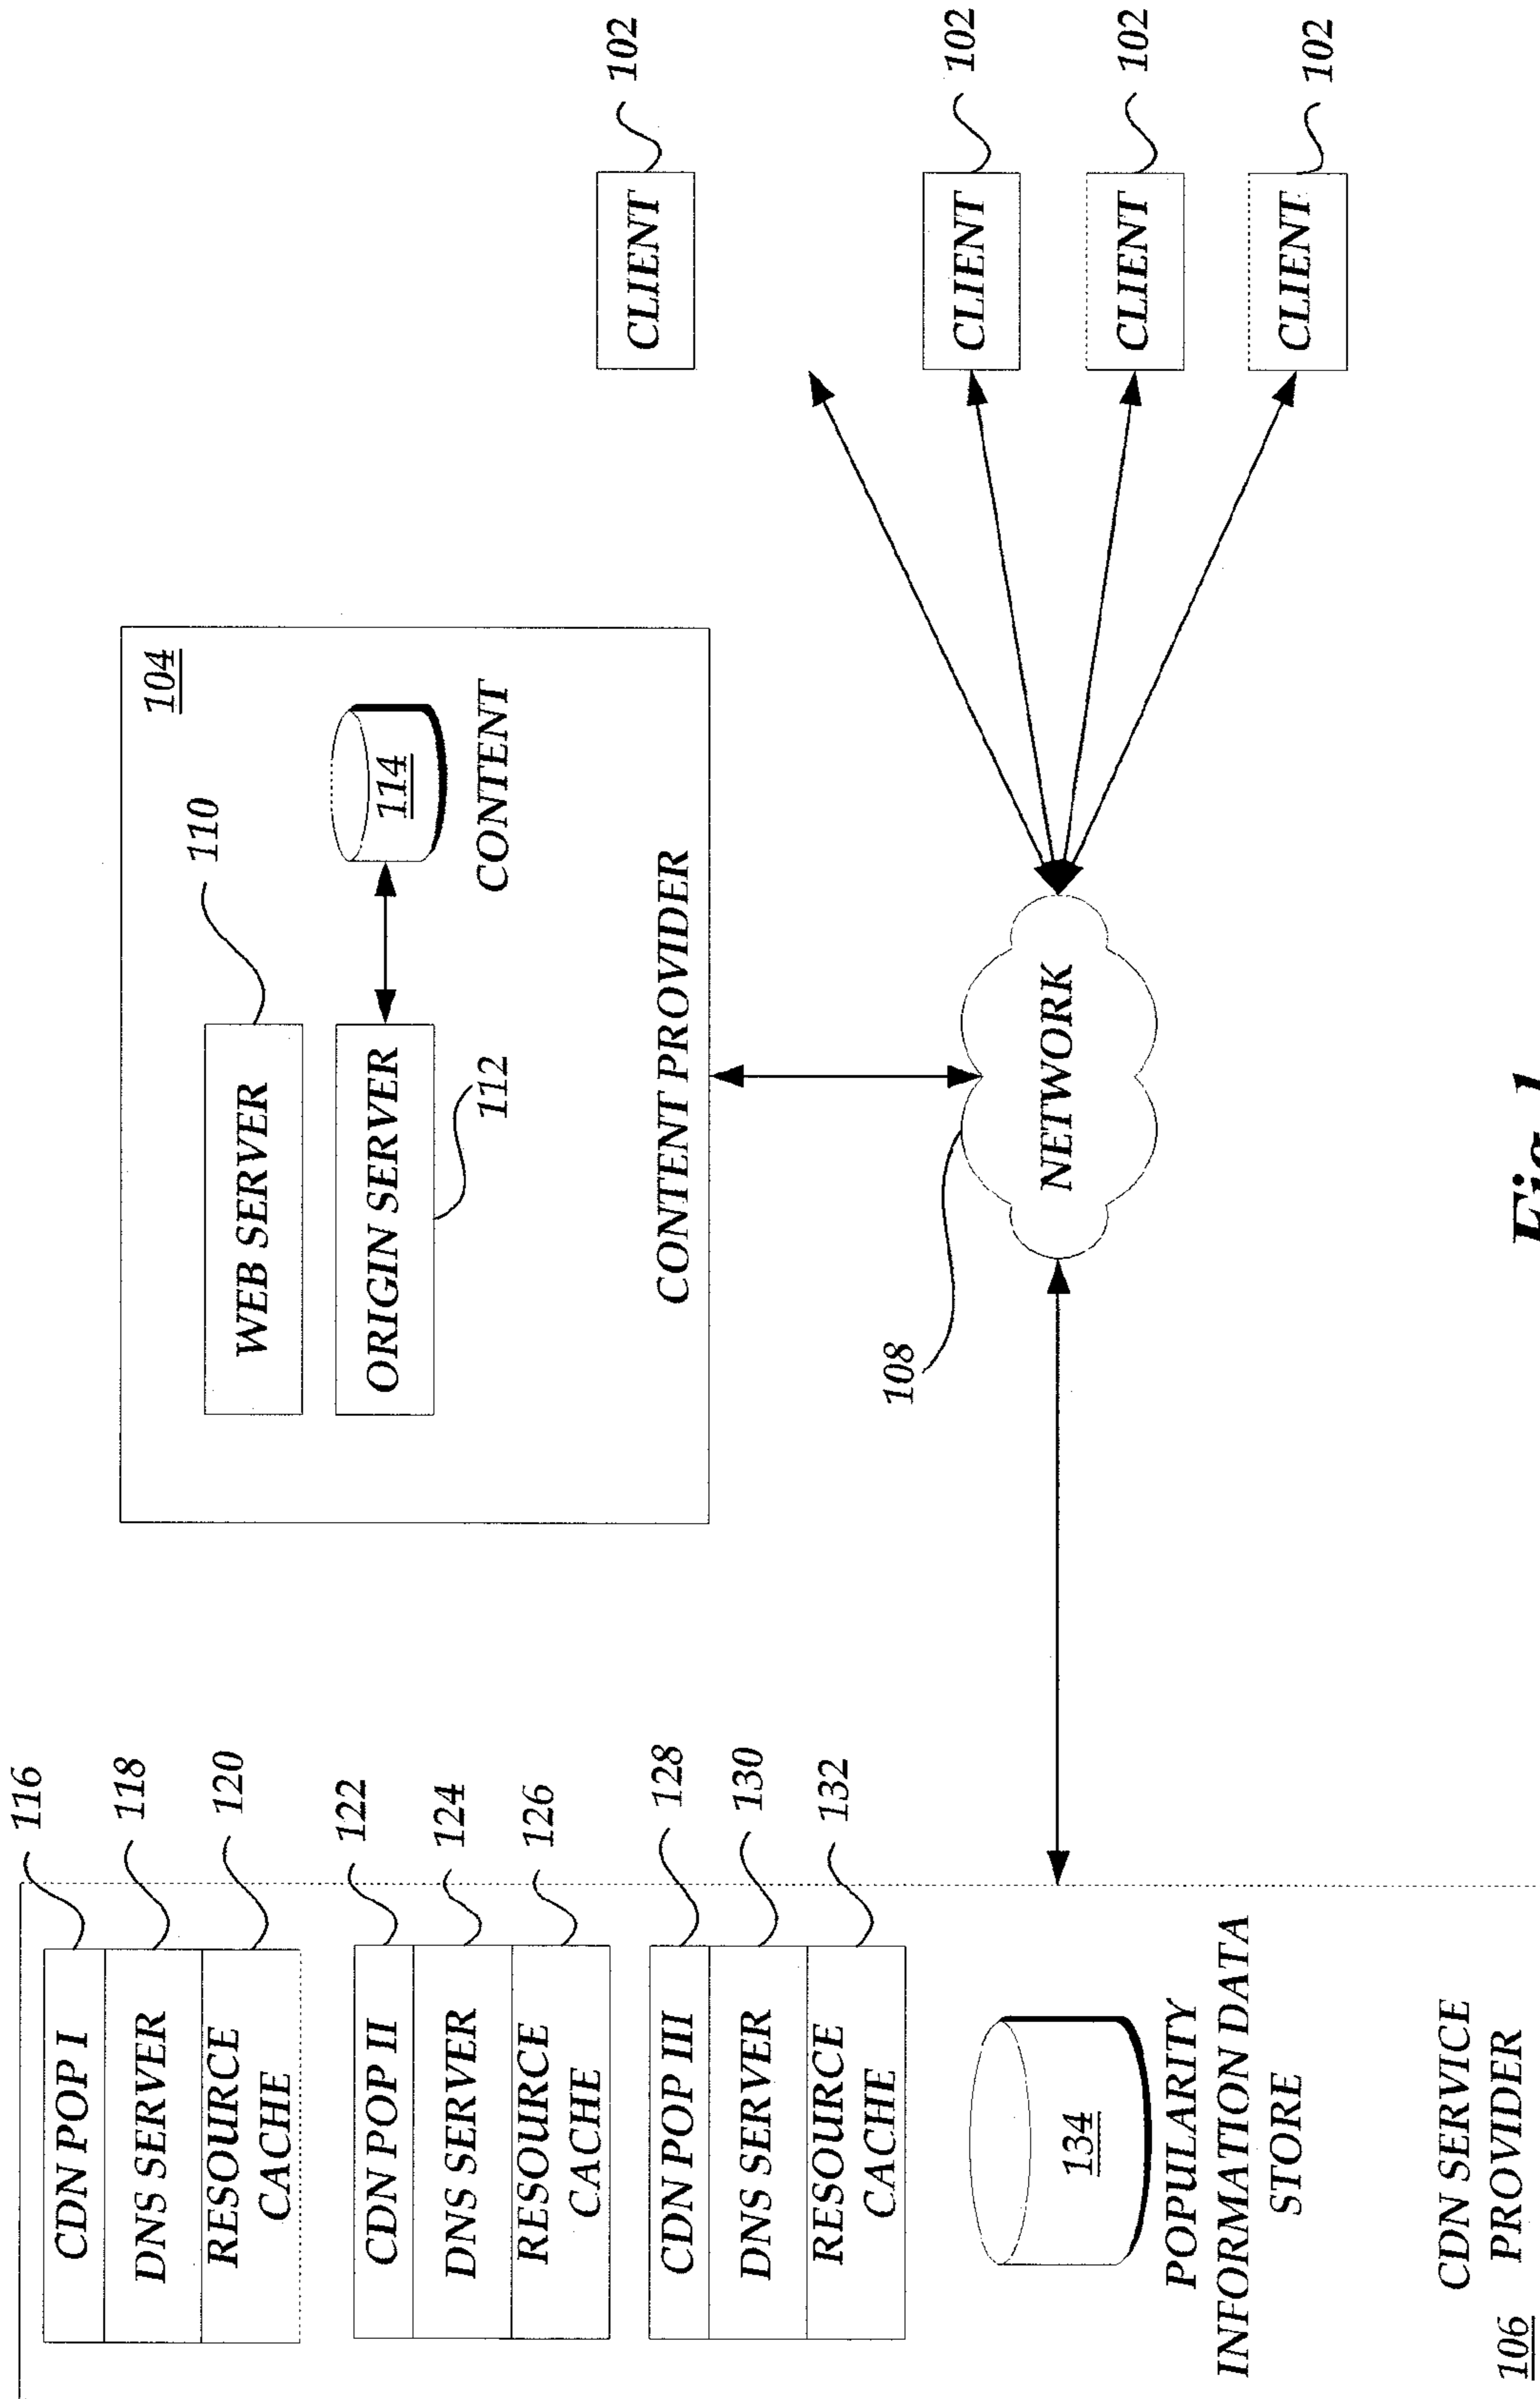 116
CDN POP I
118
DNS SERVER
120
RESOURCE
CACHE
122
CDN POP II
124
DNS SERVER
126
RESOURCE
CACHE
128
CDN POP III
130
DNS SERVER
132
RESOURCE
CACHE
134
POPULARITY
INFORMATION DATA
STORE
CDN SERVICE
PROVIDER
106
104
110
WEB SERVER
ORIGIN SERVER
112
114
CONTENT
CONTENT PROVIDER
108
NETWORK
CLIENT
102
CLIENT
102
CLIENT
102
CLIENT
102